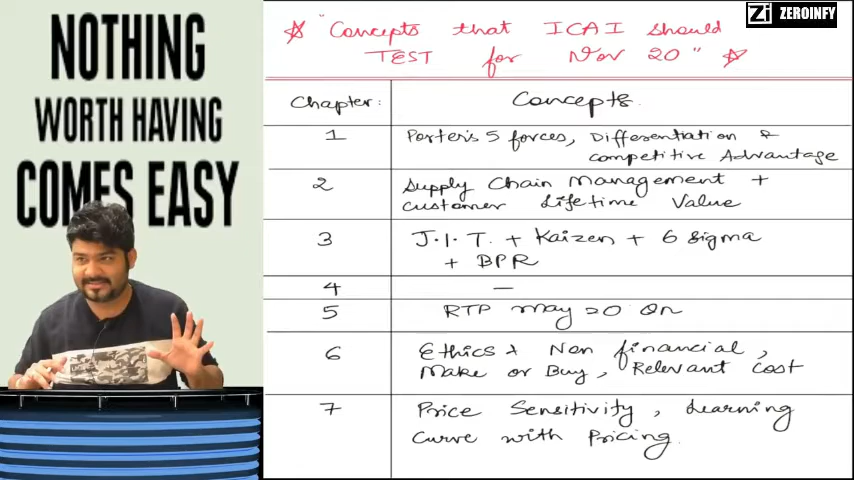 NOTHING
WORTH HAVING
COMES EASY
Zi ZEROINFY
☆ "Concepts that ICAI should
TEST for Nov 20" ☆
Chapter: Concepts.
1 Porter's 5 forces, Differentiation &
competitive Advantage
2 Supply Chain Management +
Customer Lifetime Value
3 J.I.T. + Kaizen + 6 Sigma
+ BPR
4 —
5 RTP May 20 Qn
6 Ethics & Non financial,
Make or Buy, Relevant Cost
7 Price Sensitivity, Learning
Curve with Pricing.